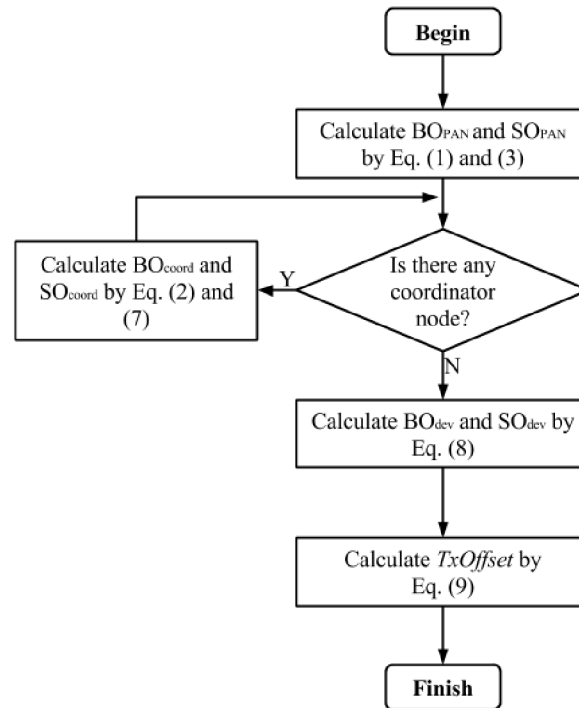 Begin
Calculate BOPAN and SOPAN
by Eq. (1) and (3)
Calculate BOcoord and
SOcoord by Eq. (2) and
(7)
Y
Is there any
coordinator
node?
N
Calculate BOdev and SOdev by
Eq. (8)
Calculate TxOffset by
Eq. (9)
Finish